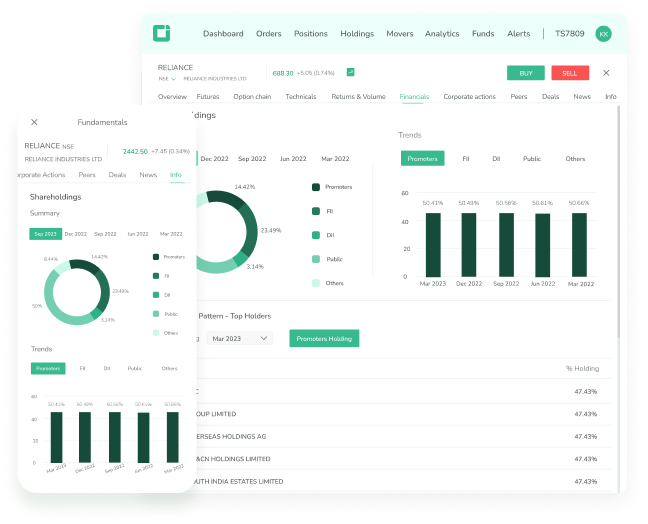 Dashboard Orders Positions Holdings Movers Analytics Funds Alerts TS7809 KK
RELIANCE
NSE RELIANCE INDUSTRIES LTD
688.30 +5.05 (0.74%)
BUY SELL
Overview Futures Option chain Technicals Returns & Volume Financials Corporate actions Peers Deals News Info
dings
Dec 2022 Sep 2022 Jun 2022 Mar 2022
14.42%
23.49%
3.14%
Promoters
FII
DII
Public
Others
Trends
Promoters FII DII Public Others
60
40
20
0
50.41% 50.49% 50.56% 50.61% 50.66%
Mar 2023 Dec 2022 Sep 2022 Jun 2022 Mar 2022
Pattern - Top Holders
Mar 2023 Promoters Holding
% Holding
47.43%
OUP LIMITED 47.43%
ERSEAS HOLDINGS AG 47.43%
&CN HOLDINGS LIMITED 47.43%
UTH INDIA ESTATES LIMITED 47.43%
Fundamentals
RELIANCE NSE
RELIANCE INDUSTRIES LTD
2442.50 +7.45 (0.34%)
orporate Actions Peers Deals News Info
Shareholdings
Summary
Sep 2023 Dec 2022 Sep 2022 Jun 2022 Mar 2022
8.44%
14.42%
23.49%
3.14%
50%
Promoters
FII
DII
Public
Others
Trends
Promoters FII DII Public Others
60
40
20
0
50.41% 50.49% 50.56% 50.61% 50.66%
Mar 2023 Dec 2022 Sep 2022 Jun 2022 Mar 2022